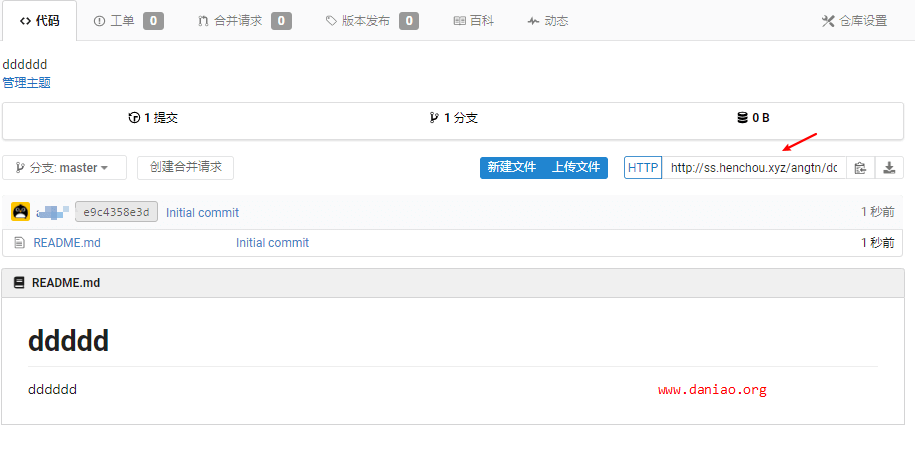 代码 工单 0 合并请求 0 版本发布 0 百科 动态 仓库设置
dddddd
管理主题
1 提交 1 分支 0 B
分支: master 创建合并请求 新建文件 上传文件 HTTP http://ss.henchou.xyz/angtn/dc
e9c4358e3d Initial commit 1 秒前
README.md Initial commit 1 秒前
README.md
ddddd
dddddd www.daniao.org